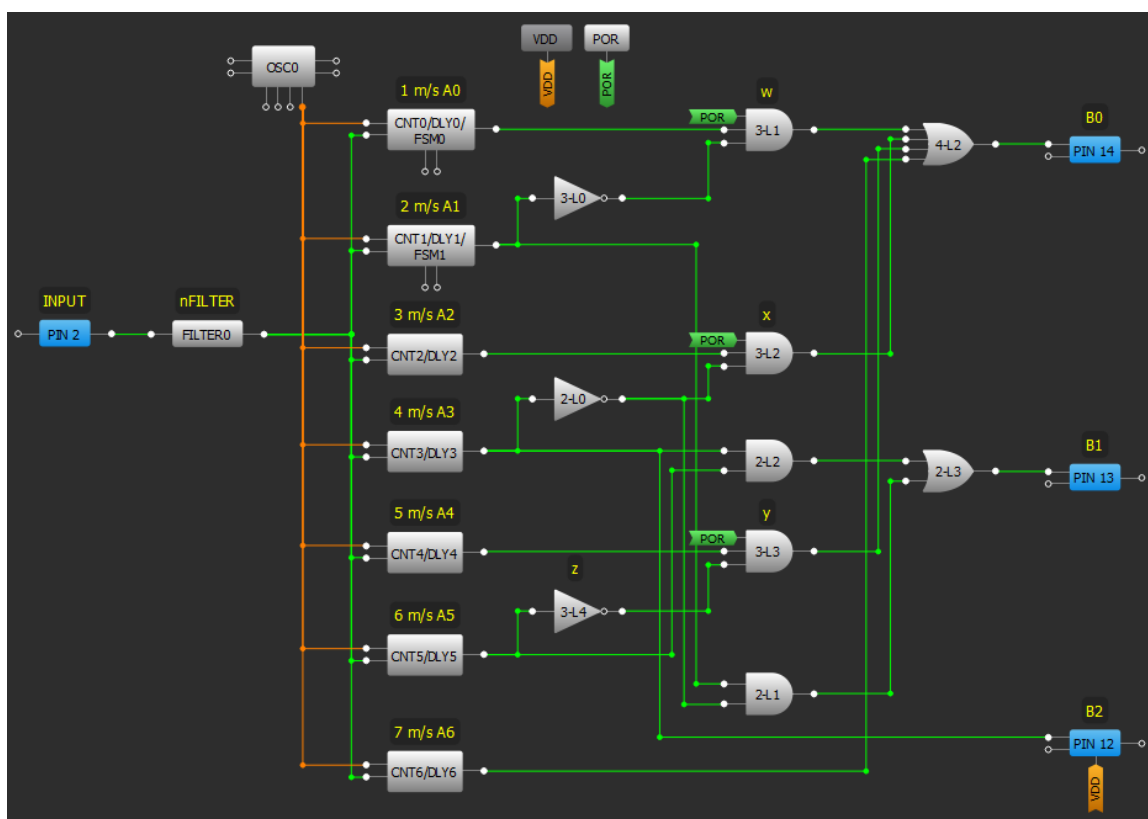 VDD
POR
OSC0
VDD
POR
1 m/s A0
CNT0/DLY0/
FSM0
POR
w
3-L1
4-L2
B0
PIN 14
3-L0
2 m/s A1
CNT1/DLY1/
FSM1
INPUT
PIN 2
nFILTER
FILTER0
3 m/s A2
CNT2/DLY2
POR
x
3-L2
4 m/s A3
CNT3/DLY3
2-L0
2-L2
2-L3
B1
PIN 13
5 m/s A4
CNT4/DLY4
POR
y
3-L3
z
3-L4
6 m/s A5
CNT5/DLY5
2-L1
7 m/s A6
CNT6/DLY6
B2
PIN 12
VDD